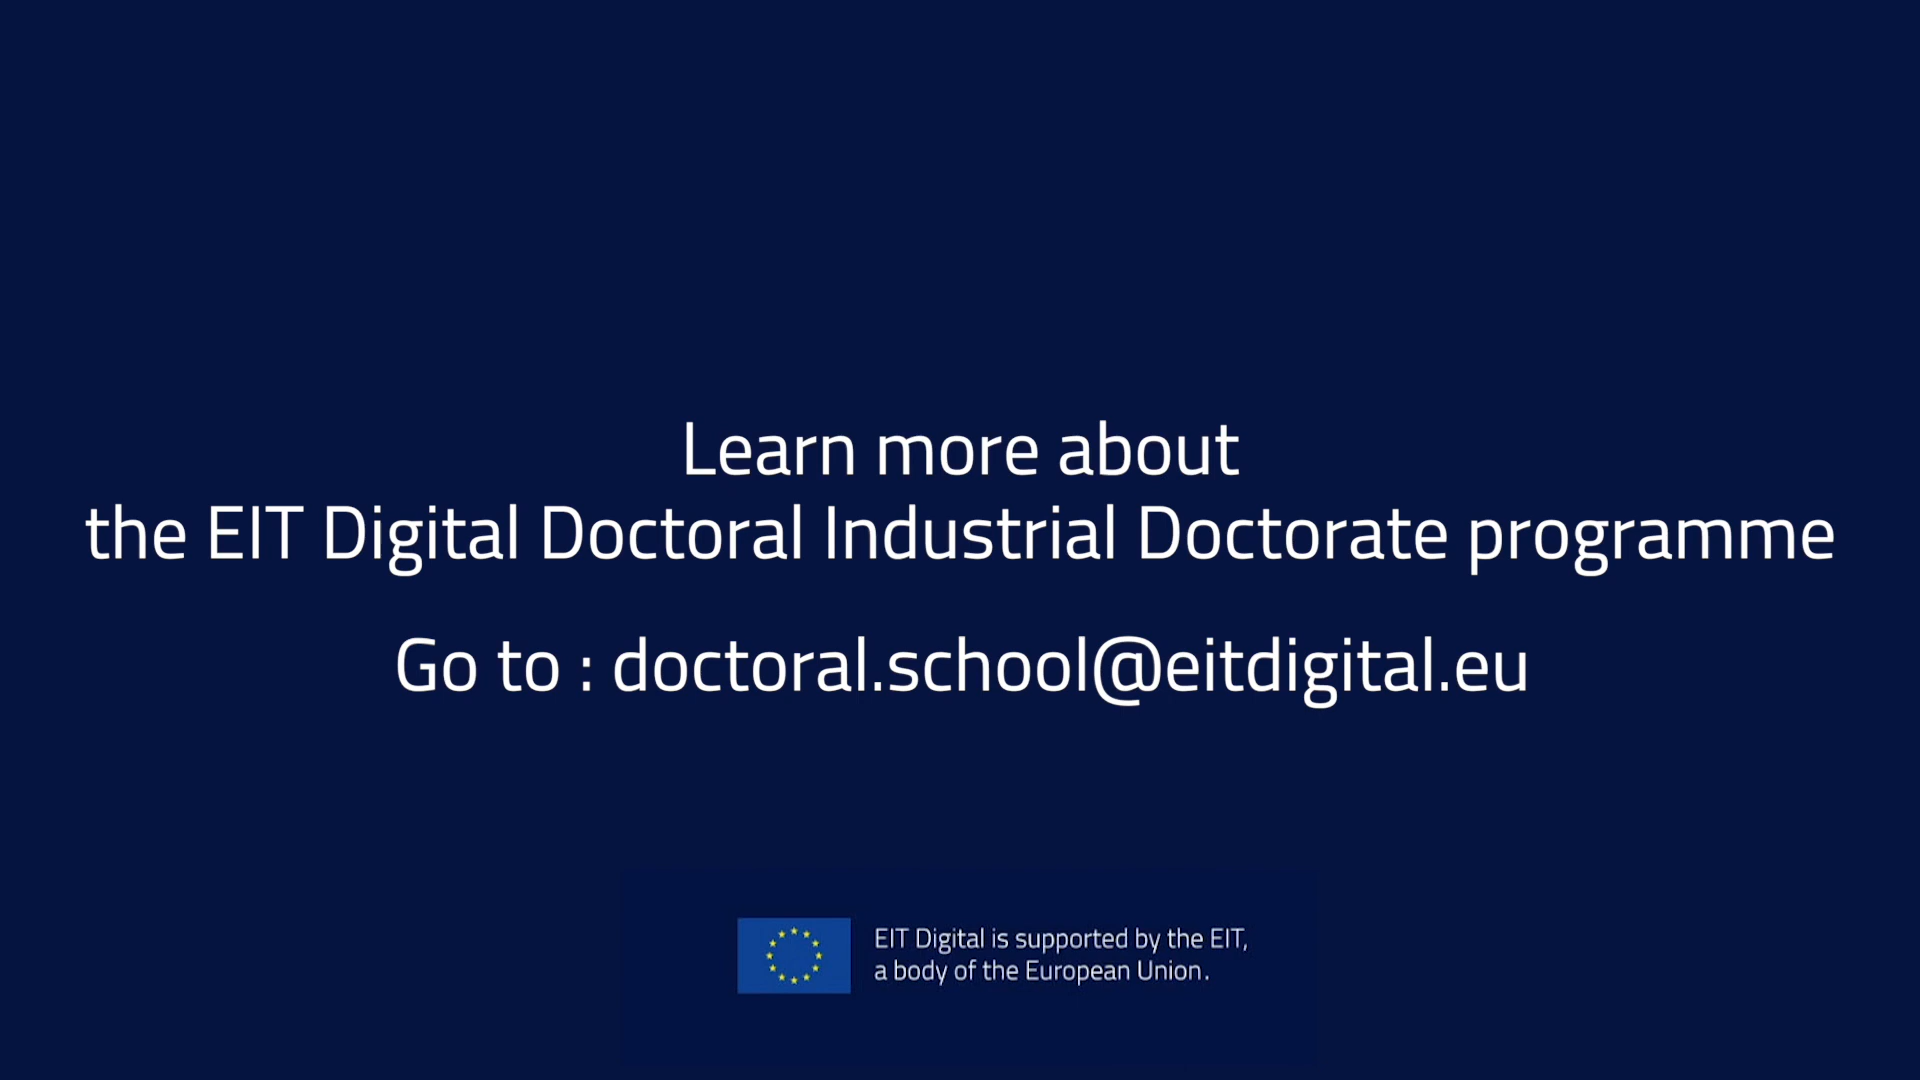 Learn more about
the EIT Digital Doctoral Industrial Doctorate programme
Go to : doctoral.school@eitdigital.eu
EIT Digital is supported by the EIT,
a body of the European Union.